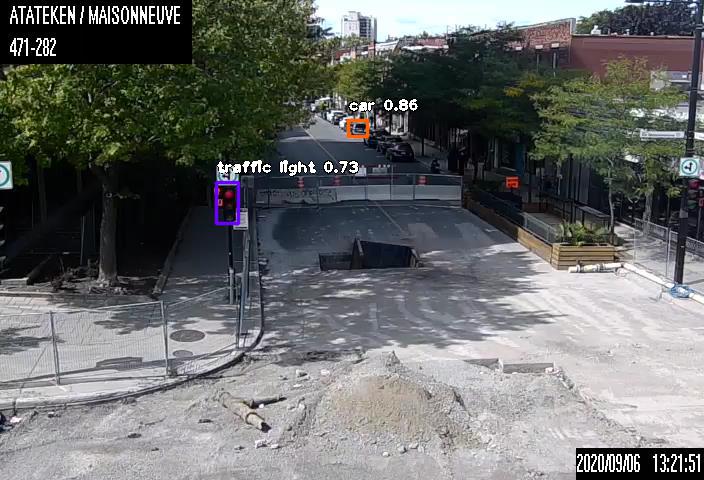 ATATEKEN / MAISONNEUVE
471-282
car 0.86
traffic light 0.73
2020/09/06 13:21:51